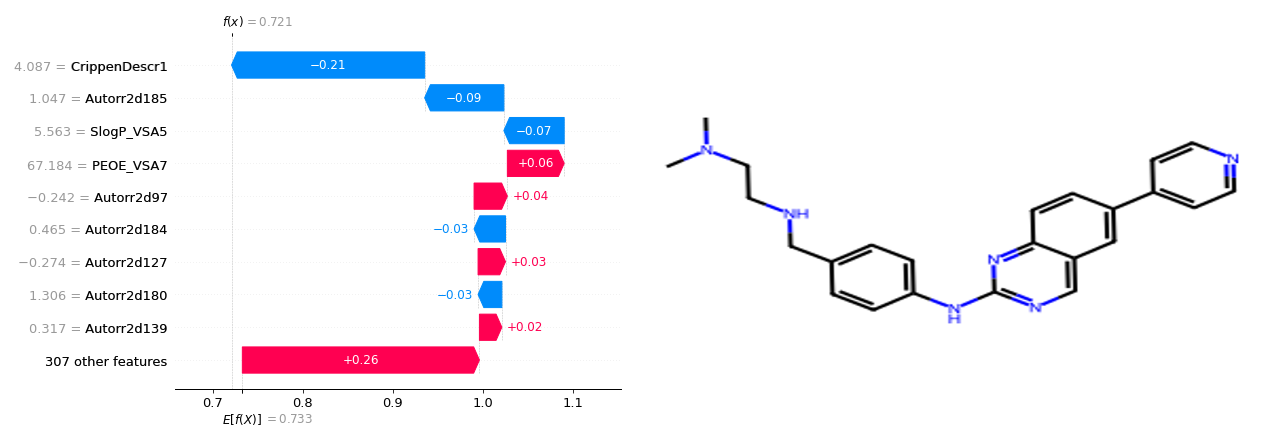 f(x) = 0.721
4.087 = CrippenDescr1
−0.21
1.047 = Autorr2d185
−0.09
5.563 = SlogP_VSA5
−0.07
67.184 = PEOE_VSA7
+0.06
−0.242 = Autorr2d97
+0.04
0.465 = Autorr2d184
−0.03
−0.274 = Autorr2d127
+0.03
1.306 = Autorr2d180
−0.03
0.317 = Autorr2d139
+0.02
307 other features
+0.26
0.7 0.8 0.9 1.0 1.1
E[f(X)] = 0.733
N
NH
N
H
N
N
N